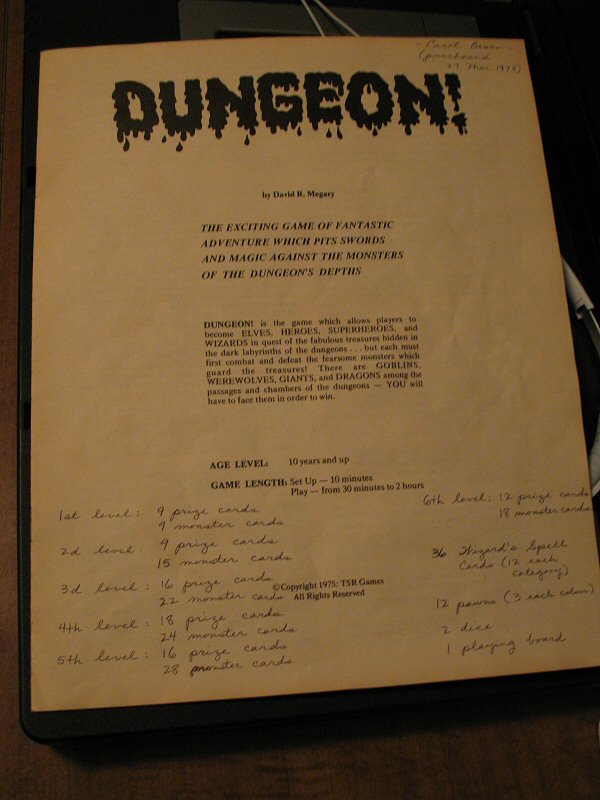 Carol
(purchased
27 Mar. 1975)
DUNGEON!
by David R. Megarry
THE EXCITING GAME OF FANTASTIC
ADVENTURE WHICH PITS SWORDS
AND MAGIC AGAINST THE MONSTERS
OF THE DUNGEON'S DEPTHS
DUNGEON! is the game which allows players to
become ELVES, HEROES, SUPERHEROES, and
WIZARDS in quest of the fabulous treasures hidden in
the dark labyrinths of the dungeons . . . but each must
first combat and defeat the fearsome monsters which
guard the treasures! There are GOBLINS,
WEREWOLVES, GIANTS, and DRAGONS among the
passages and chambers of the dungeons — YOU will
have to face them in order to win.
AGE LEVEL: 10 years and up
GAME LENGTH: Set Up — 10 minutes
Play — from 30 minutes to 2 hours
1st level: 9 prize cards
9 monster cards
2d level: 9 prize cards
15 monster cards
3d level: 16 prize cards
22 monster cards
4th level: 18 prize cards
24 monster cards
5th level: 16 prize cards
28 monster cards
©Copyright 1975: TSR Games
All Rights Reserved
6th level: 12 prize cards
18 monster cards
36 Wizard's Spell
Cards (12 each
category)
12 pawns (3 each colour)
2 dice
1 playing board